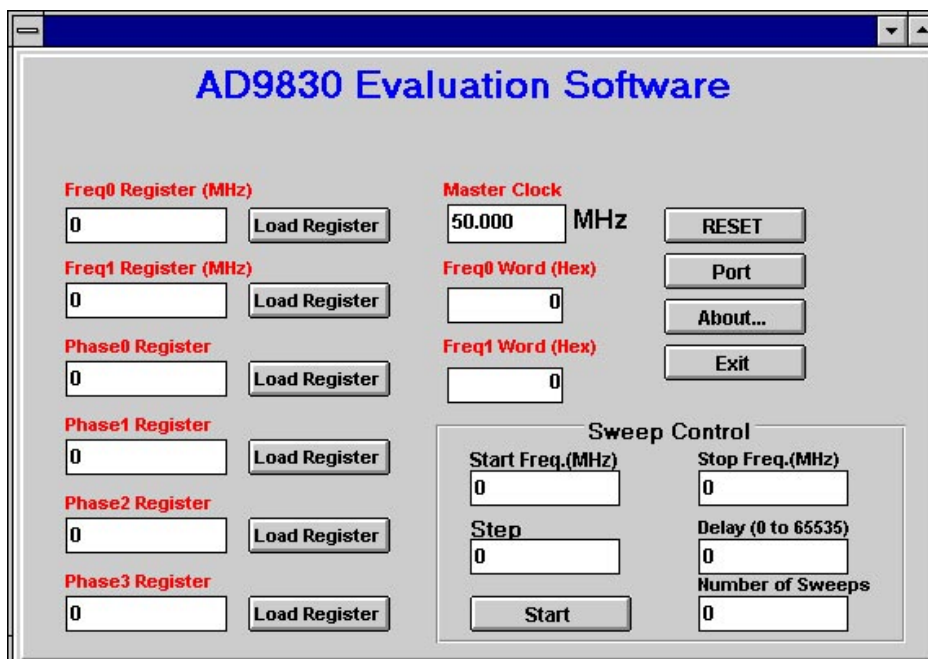 AD9830 Evaluation Software
Freq0 Register (MHz)
0
Load Register
Freq1 Register (MHz)
0
Load Register
Phase0 Register
0
Load Register
Phase1 Register
0
Load Register
Phase2 Register
0
Load Register
Phase3 Register
0
Load Register
Master Clock
50.000 MHz
Freq0 Word (Hex)
0
Freq1 Word (Hex)
0
RESET
Port
About...
Exit
Sweep Control
Start Freq.(MHz)
0
Stop Freq.(MHz)
0
Step
0
Delay (0 to 65535)
0
Start
Number of Sweeps
0